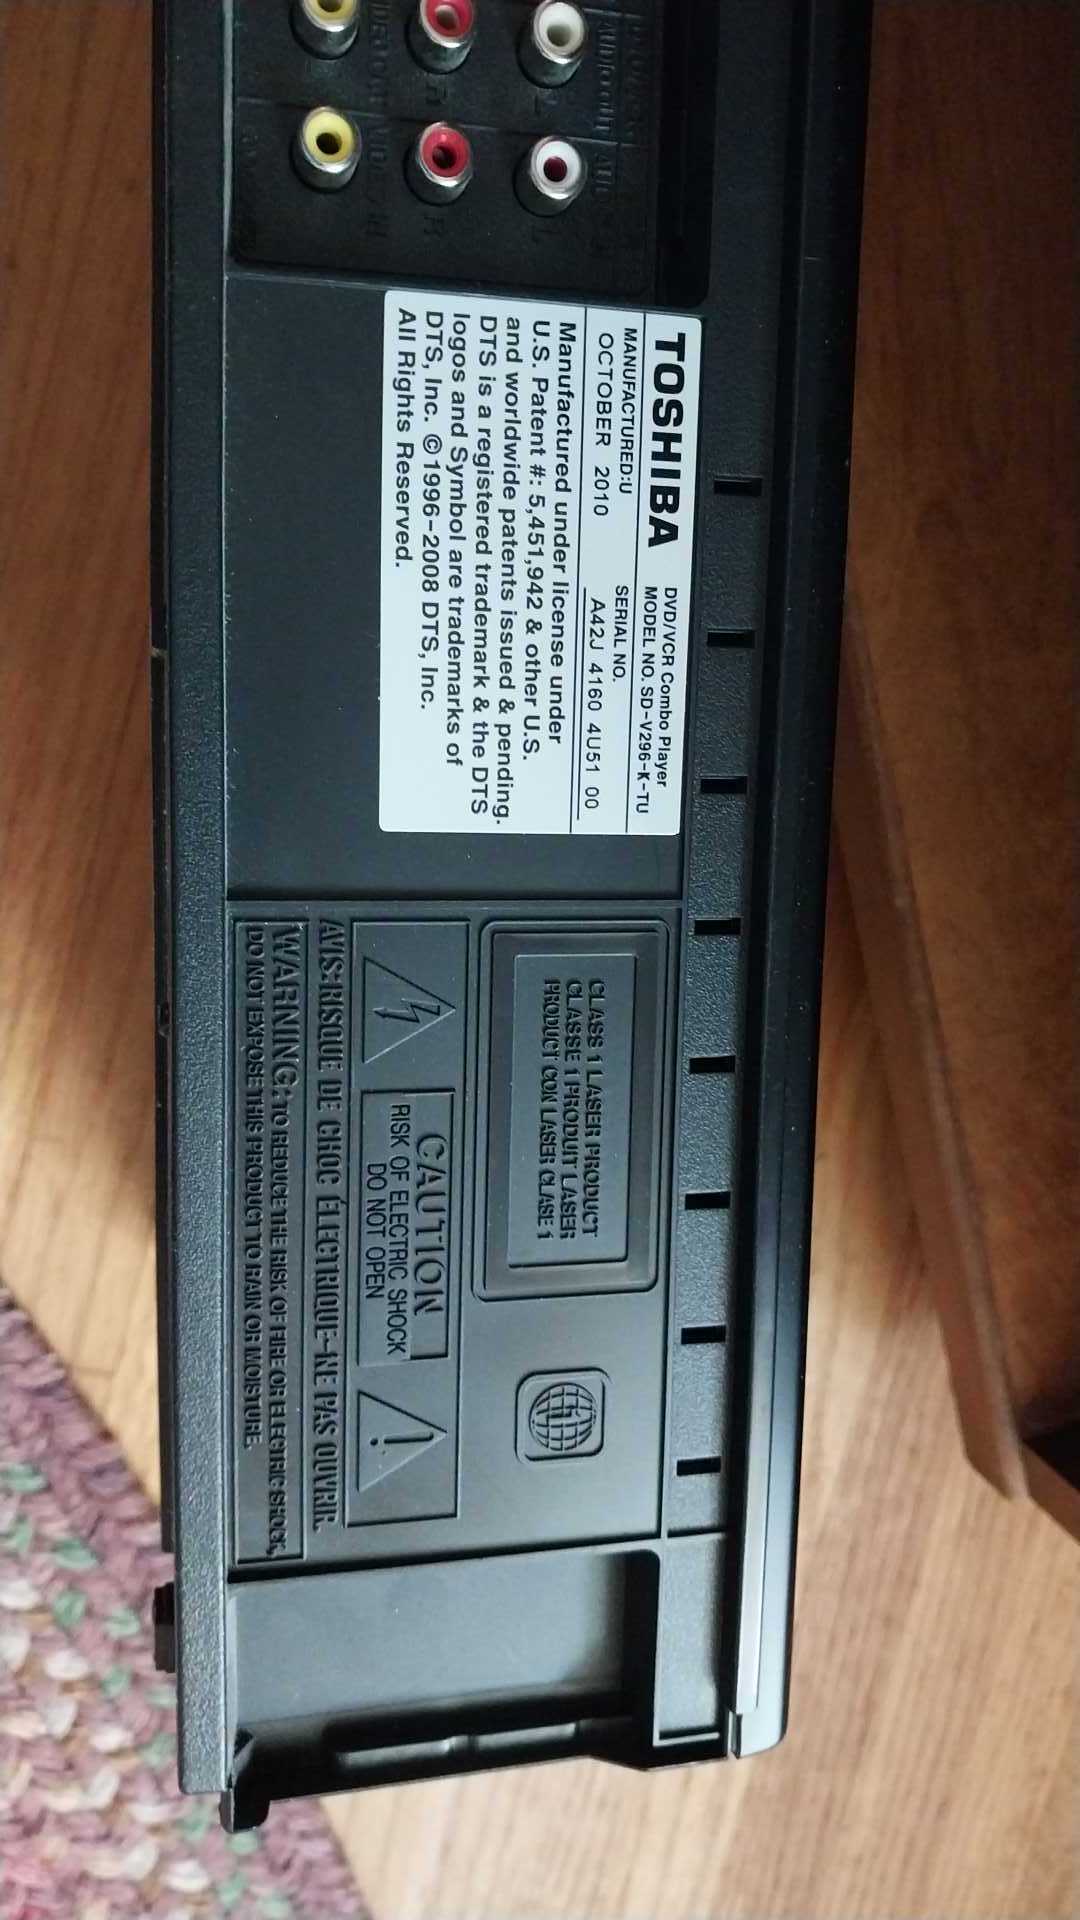 AUDIO OUT
R
L
TOSHIBA
DVD/VCR Combo Player
MODEL NO. SD-V296-K-TU
MANUFACTURED:U
OCTOBER 2010
SERIAL NO.
A42J 4160 4U51 00
Manufactured under license under
U.S. Patent #: 5,451,942 & other U.S.
and worldwide patents issued & pending.
DTS is a registered trademark & the DTS
logos and Symbol are trademarks of
DTS, Inc. © 1996-2008 DTS, Inc.
All Rights Reserved.
CLASS 1 LASER PRODUCT
CLASSE 1 PRODUIT LASER
PRODUCT CON LASER CLASE 1
CAUTION
RISK OF ELECTRIC SHOCK
DO NOT OPEN
AVIS:RISQUE DE CHOC ÉLECTRIQUE-NE PAS OUVRIR.
WARNING: TO REDUCE THE RISK OF FIRE OR ELECTRIC SHOCK,
DO NOT EXPOSE THIS PRODUCT TO RAIN OR MOISTURE.